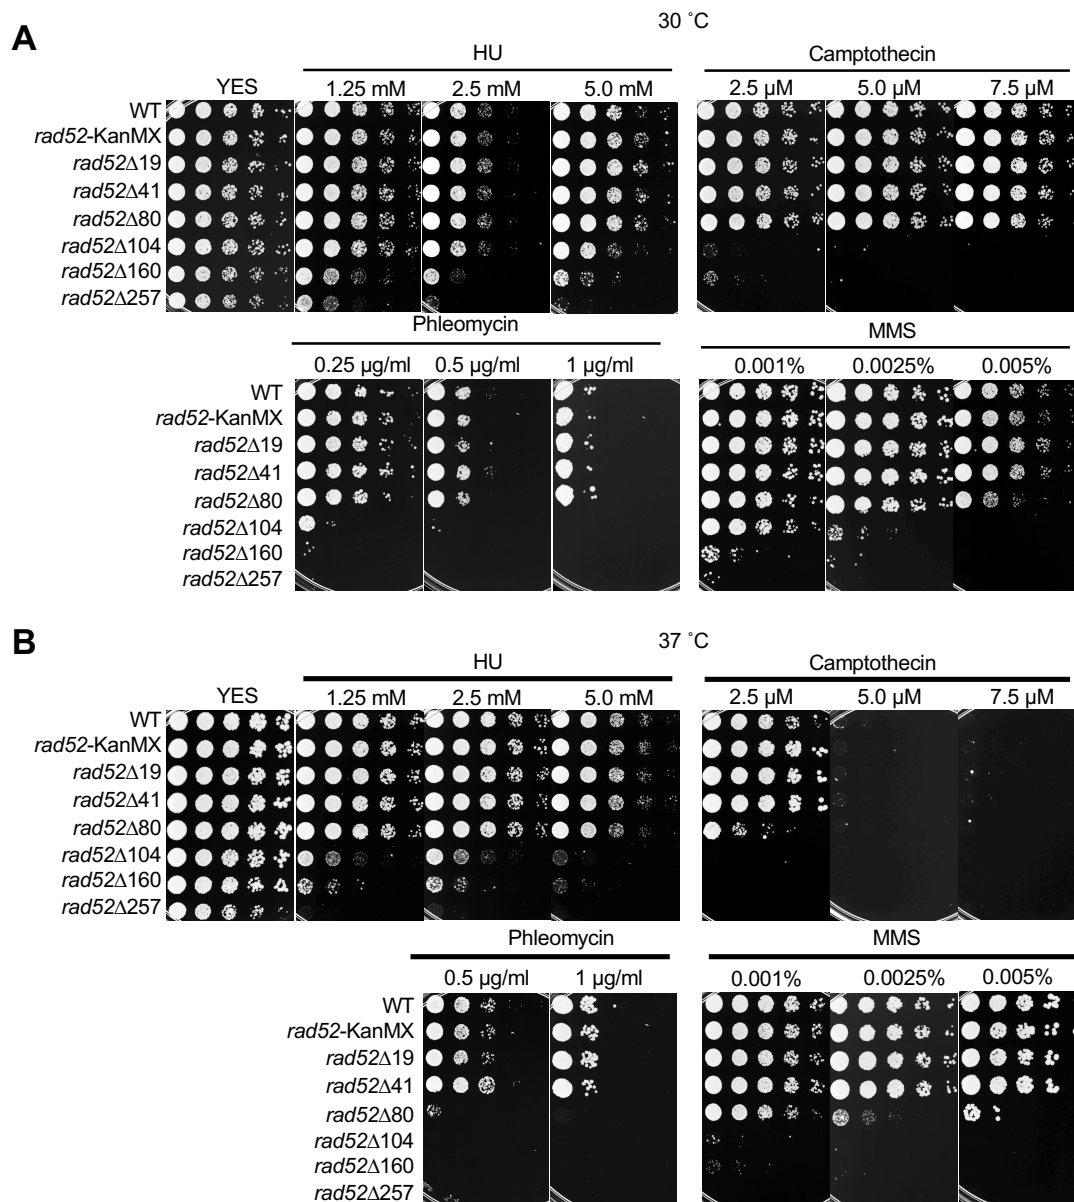 A
30 ˚C
HU
Camptothecin
YES
1.25 mM
2.5 mM
5.0 mM
2.5 µM
5.0 µM
7.5 µM
WT
rad52-KanMX
rad52Δ19
rad52Δ41
rad52Δ80
rad52Δ104
rad52Δ160
rad52Δ257
Phleomycin
MMS
0.25 µg/ml
0.5 µg/ml
1 µg/ml
0.001%
0.0025%
0.005%
WT
rad52-KanMX
rad52Δ19
rad52Δ41
rad52Δ80
rad52Δ104
rad52Δ160
rad52Δ257
B
37 ˚C
HU
Camptothecin
YES
1.25 mM
2.5 mM
5.0 mM
2.5 µM
5.0 µM
7.5 µM
WT
rad52-KanMX
rad52Δ19
rad52Δ41
rad52Δ80
rad52Δ104
rad52Δ160
rad52Δ257
Phleomycin
MMS
0.5 µg/ml
1 µg/ml
0.001%
0.0025%
0.005%
WT
rad52-KanMX
rad52Δ19
rad52Δ41
rad52Δ80
rad52Δ104
rad52Δ160
rad52Δ257